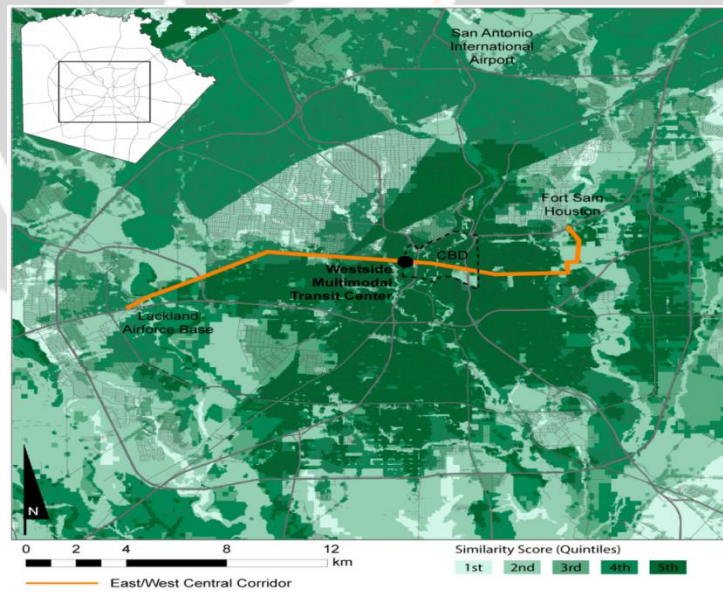 San Antonio
International
Airport
Fort Sam
Houston
CBD
Westside
Multimodal
Transit Center
Lackland
Airforce Base
N
0 2 4 8 12
km
East/West Central Corridor
Similarity Score (Quintiles)
1st 2nd 3rd 4th 5th